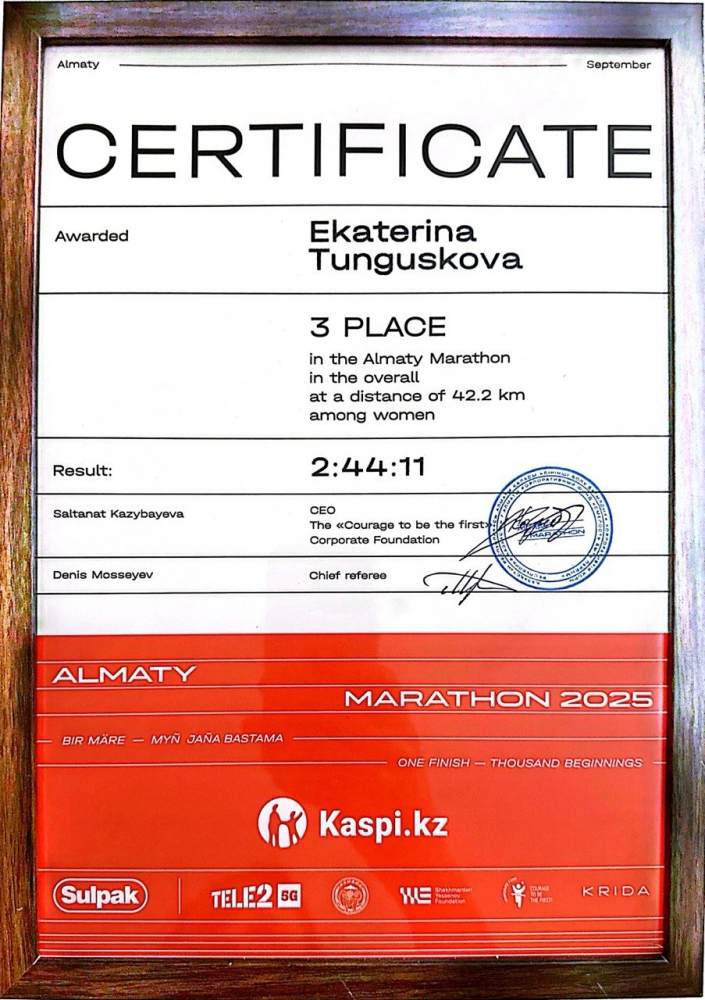 Almaty
September
CERTIFICATE
Awarded
Ekaterina
Tunguskova
3 PLACE
in the Almaty Marathon
in the overall
at a distance of 42.2 km
among women
Result:
2:44:11
Saltanat Kazybayeva
CEO
The «Courage to be the first»
Corporate Foundation
MARATHON
Denis Mosseyev
Chief referee
ALMATY
MARATHON 2025
BIR MÄRE — MYÑ JAÑA BASTAMA
ONE FINISH — THOUSAND BEGINNINGS
Kaspi.kz
Sulpak
TELE2 5G
Shakhmardan
Yessenov
Foundation
COURAGE
TO BE
THE FIRST!
KRIDA